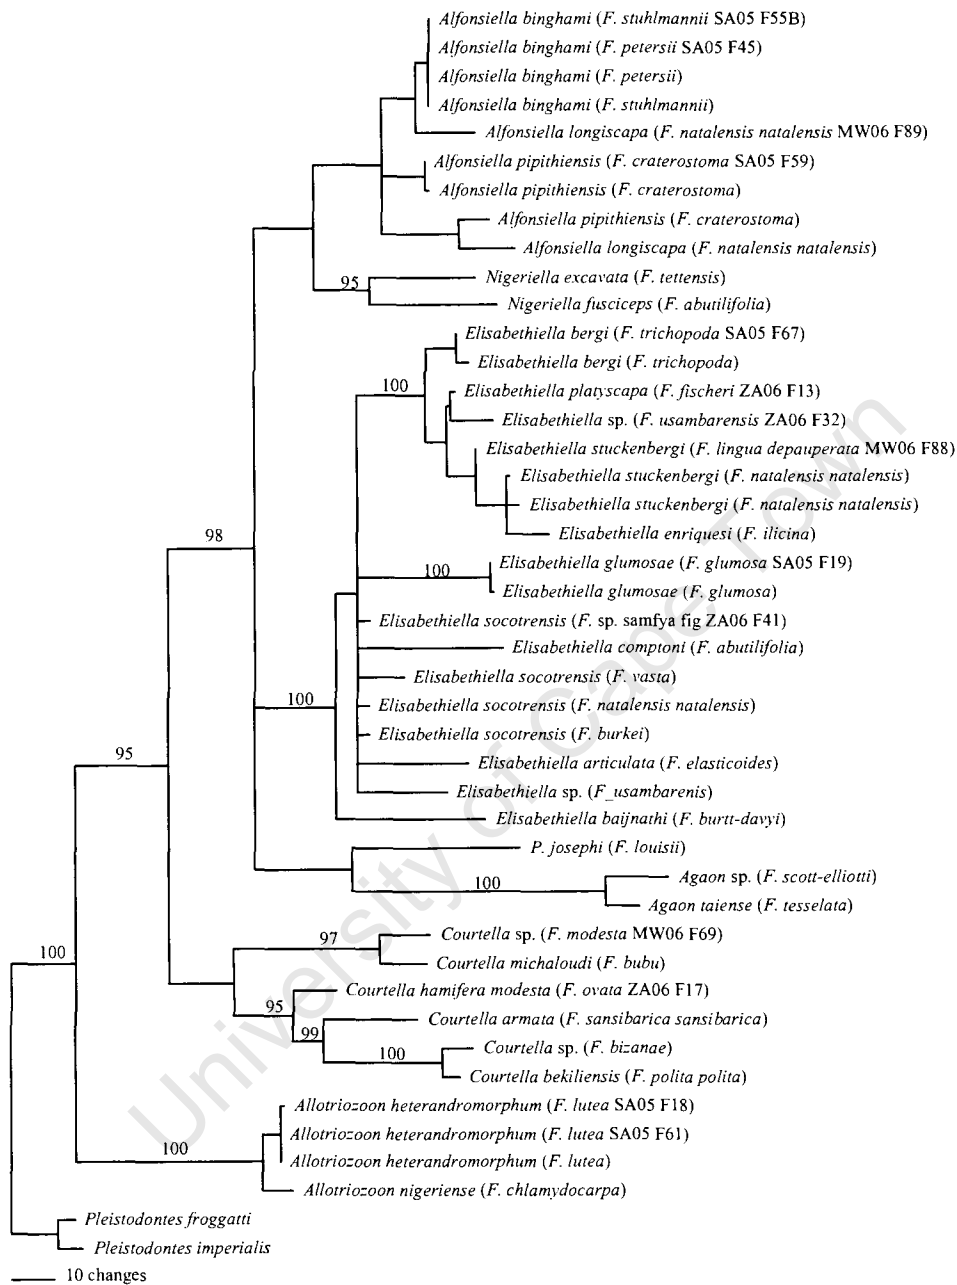 Alfonsiella binghami (F. stuhlmannii SA05 F55B)
Alfonsiella binghami (F. petersii SA05 F45)
Alfonsiella binghami (F. petersii)
Alfonsiella binghami (F. stuhlmannii)
Alfonsiella longiscapa (F. natalensis natalensis MW06 F89)
Alfonsiella pipithiensis (F. craterostoma SA05 F59)
Alfonsiella pipithiensis (F. craterostoma)
Alfonsiella pipithiensis (F. craterostoma)
Alfonsiella longiscapa (F. natalensis natalensis)
95
Nigeriella excavata (F. tettensis)
Nigeriella fusciceps (F. abutilifolia)
Elisabethiella bergi (F. trichopoda SA05 F67)
Elisabethiella bergi (F. trichopoda)
100
Elisabethiella platyscapa (F. fischeri ZA06 F13)
Elisabethiella sp. (F. usambarensis ZA06 F32)
Elisabethiella stuckenbergi (F. lingua depauperata MW06 F88)
Elisabethiella stuckenbergi (F. natalensis natalensis)
Elisabethiella stuckenbergi (F. natalensis natalensis)
Elisabethiella enriquesi (F. ilicina)
98
100
Elisabethiella glumosae (F. glumosa SA05 F19)
Elisabethiella glumosae (F. glumosa)
Elisabethiella socotrensis (F. sp. samfya fig ZA06 F41)
Elisabethiella comptoni (F. abutilifolia)
Elisabethiella socotrensis (F. vasta)
100
Elisabethiella socotrensis (F. natalensis natalensis)
Elisabethiella socotrensis (F. burkei)
95
Elisabethiella articulata (F. elasticoides)
Elisabethiella sp. (F_usambarenis)
Elisabethiella baijnathi (F. burtt-davyi)
P. josephi (F. louisii)
100
Agaon sp. (F. scott-elliotti)
Agaon taiense (F. tesselata)
100
97
Courtella sp. (F. modesta MW06 F69)
Courtella michaloudi (F. bubu)
95
Courtella hamifera modesta (F. ovata ZA06 F17)
99
Courtella armata (F. sansibarica sansibarica)
100
Courtella sp. (F. bizanae)
Courtella bekiliensis (F. polita polita)
100
Allotriozoon heterandromorphum (F. lutea SA05 F18)
Allotriozoon heterandromorphum (F. lutea SA05 F61)
Allotriozoon heterandromorphum (F. lutea)
Allotriozoon nigeriense (F. chlamydocarpa)
Pleistodontes froggatti
Pleistodontes imperialis
10 changes
University of Cape Town